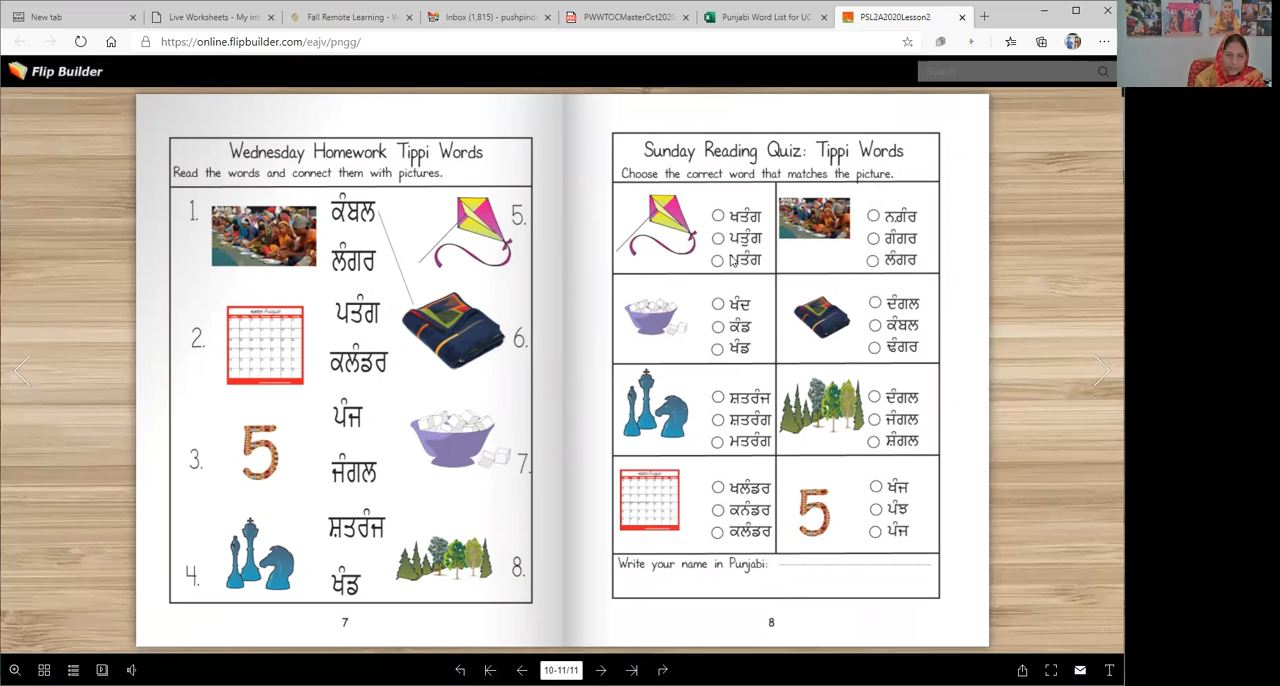 New tab
Live Worksheets - My int
Fall Remote Learning - W
Inbox (1,815) - pushpinde
PWWTOCMasterOct2020
Punjabi Word List for UC
PSL2A2020Lesson2
https://online.flipbuilder.com/eajv/pngg/
Flip Builder
Search
Wednesday Homework Tippi Words
Read the words and connect them with pictures.
1.
ਕੰਬਲ
5.
ਲੰਗਰ
ਪਤੰਗ
2.
6.
ਕਲੰਡਰ
ਪੰਜ
5
3.
7.
ਜੰਗਲ
ਸ਼ਤਰੰਜ
4.
8.
ਖੰਡ
7
Sunday Reading Quiz: Tippi Words
Choose the correct word that matches the picture.
ਖਤੰਗ
ਪਤੁੰਗ
ਪਤੰਗ
ਨਗੰਰ
ਗੰਗਰ
ਲੰਗਰ
ਖੰਦ
ਕੰਡ
ਖੰਡ
ਦੰਗਲ
ਕੰਬਲ
ਢੰਗਰ
ਸ਼ਤਰੰਜ
ਸ਼ਤਰੰਗ
ਮਤਰੰਗ
ਦੰਗਲ
ਜੰਗਲ
ਸ਼ੰਗਲ
ਖਲੰਡਰ
ਕਨੰਡਰ
ਕਲੰਡਰ
5
ਖੰਜ
ਪੰਝ
ਪੰਜ
Write your name in Punjabi:
8
10-11/11